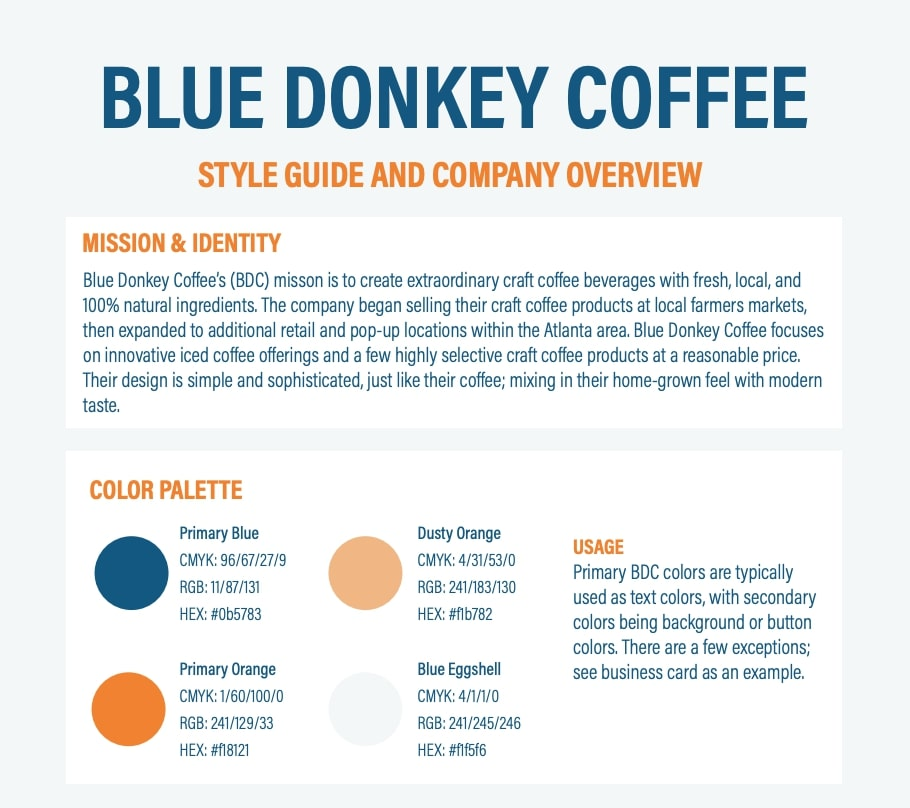 BLUE DONKEY COFFEE
STYLE GUIDE AND COMPANY OVERVIEW
MISSION & IDENTITY
Blue Donkey Coffee's (BDC) misson is to create extraordinary craft coffee beverages with fresh, local, and
100% natural ingredients. The company began selling their craft coffee products at local farmers markets,
then expanded to additional retail and pop-up locations within the Atlanta area. Blue Donkey Coffee focuses
on innovative iced coffee offerings and a few highly selective craft coffee products at a reasonable price.
Their design is simple and sophisticated, just like their coffee; mixing in their home-grown feel with modern
taste.
COLOR PALETTE
Primary Blue
CMYK: 96/67/27/9
RGB: 11/87/131
HEX: #0b5783
Dusty Orange
CMYK: 4/31/53/0
RGB: 241/183/130
HEX: #f1b782
Primary Orange
CMYK: 1/60/100/0
RGB: 241/129/33
HEX: #f18121
Blue Eggshell
CMYK: 4/1/1/0
RGB: 241/245/246
HEX: #f1f5f6
USAGE
Primary BDC colors are typically
used as text colors, with secondary
colors being background or button
colors. There are a few exceptions;
see business card as an example.